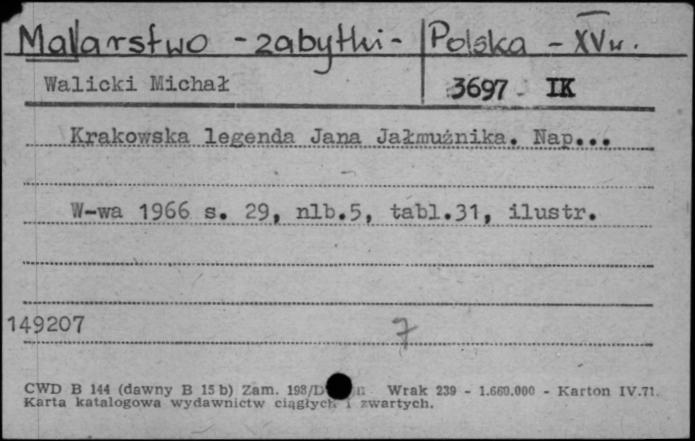 Malarstwo - zabytki - Polska - XV w.
Walicki Michał 3697 IK
Krakowska legenda Jana Jałmużnika. Nap...
W-wa 1966 s. 29, nlb.5, tabl.31, ilustr.
149207 7
CWD B 144 (dawny B 15 b) Zam. 193/D Wrak 239 - 1.660.000 - Karton IV.71.
Karta katalogowa wydawnictw ciągłych i zwartych.